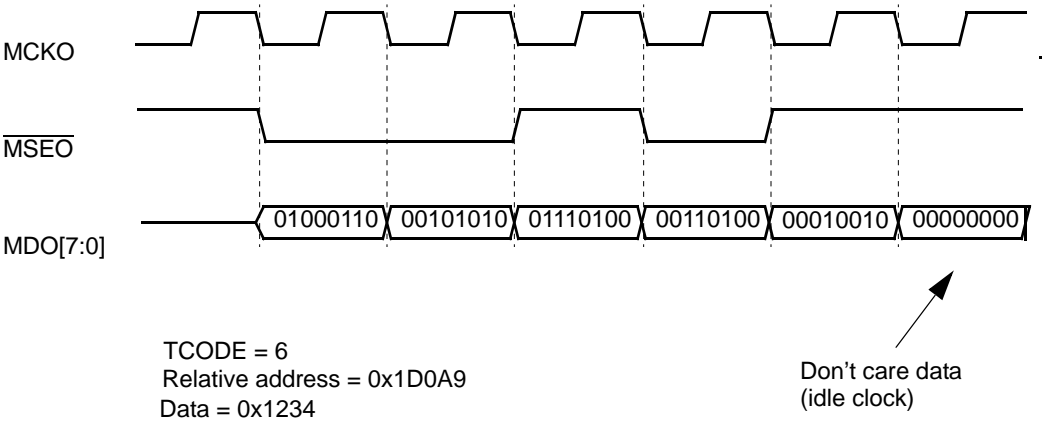 MCKO
MSEO
MDO[7:0]
01000110 00101010 01110100 00110100 00010010 00000000
TCODE = 6
Relative address = 0x1D0A9
Data = 0x1234
Don't care data
(idle clock)